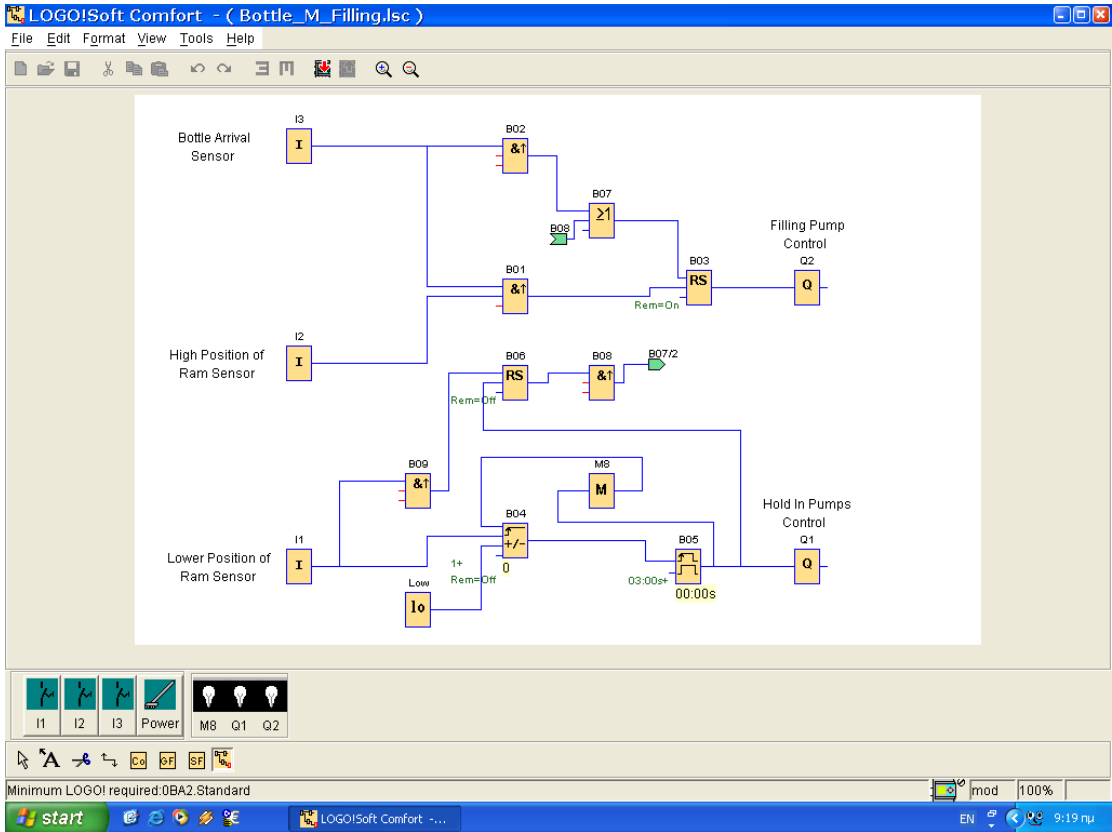 LOGO!Soft Comfort - ( Bottle_M_Filling.lsc )
File Edit Format View Tools Help
Bottle Arrival
Sensor
I3
I
B02
&↑
B07
≥1
B08
Filling Pump
Control
Q2
Q
B03
RS
Rem=On
B01
&↑
I2
I
High Position of
Ram Sensor
B06
RS
Rem=Off
B08
&↑
B07/2
B09
&↑
M8
M
B04
+/-
0
1+
Rem=Off
Hold In Pumps
Control
Q1
Q
B05
03:00s+
00:00s
Lower Position of
Ram Sensor
I1
I
Low
lo
I1 I2 I3 Power M8 Q1 Q2
A Co GF SF
Minimum LOGO! required:0BA2.Standard mod 100%
start LOGO!Soft Comfort -... EN 9:19 πμ